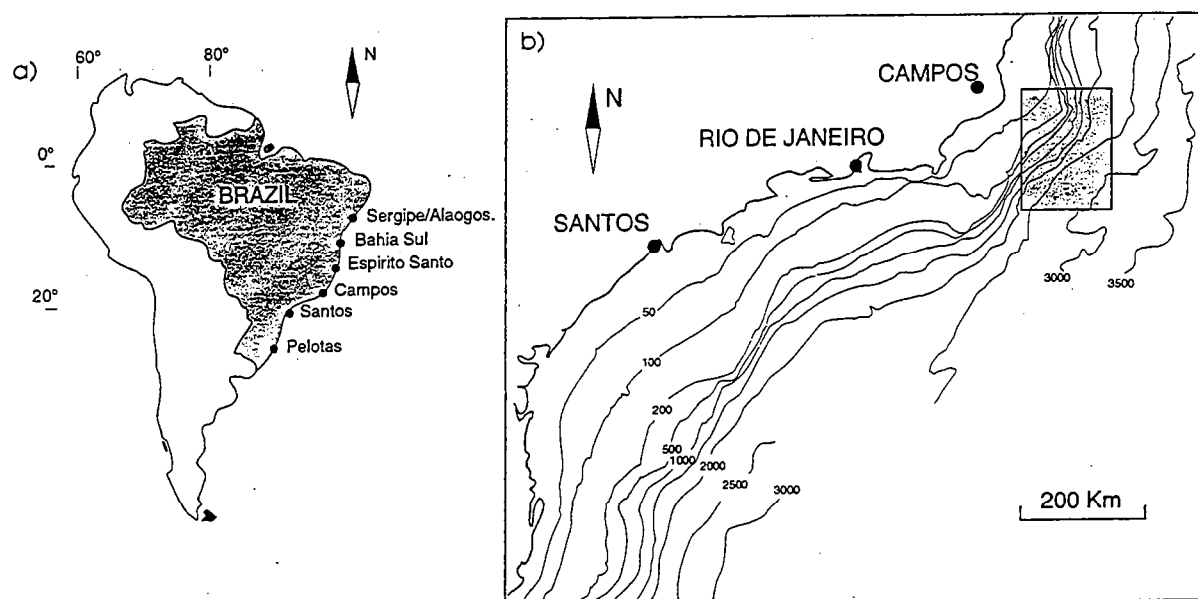 a)
60°
80°
N
0°
BRAZIL
Sergipe/Alaogos.
Bahia Sul
Espirito Santo
Campos
20°
Santos
Pelotas
b)
N
CAMPOS
RIO DE JANEIRO
SANTOS
50
100
200
500
1000
2000
2500
3000
3000
3500
200 Km